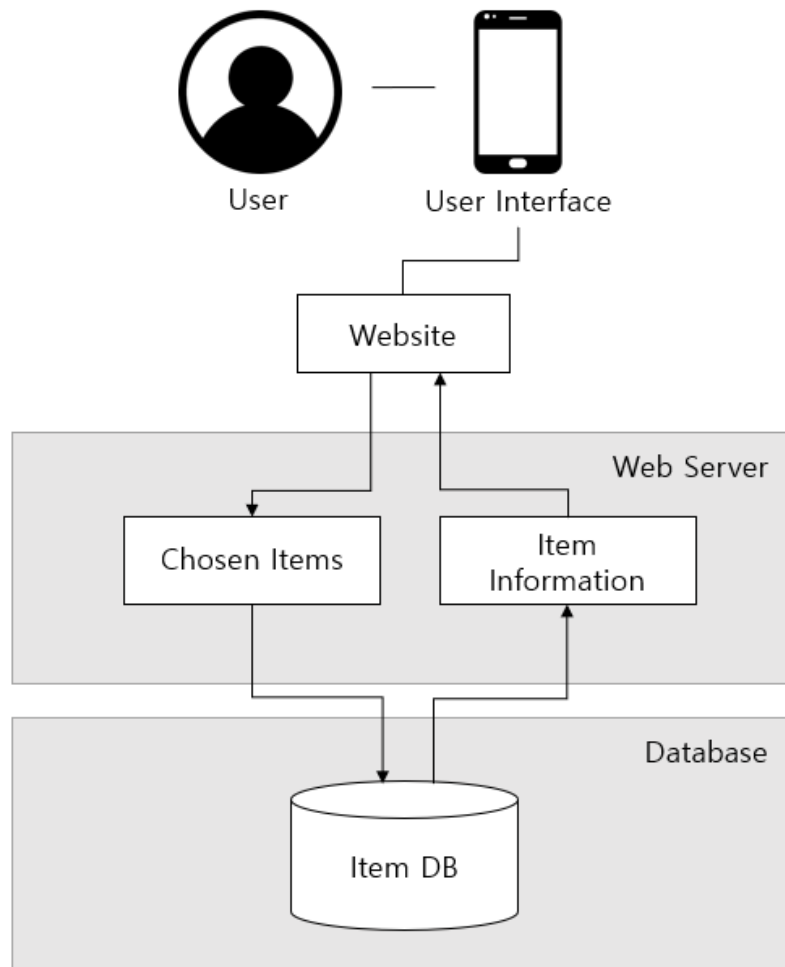 User
User Interface
Website
Web Server
Chosen Items
Item
Information
Database
Item DB